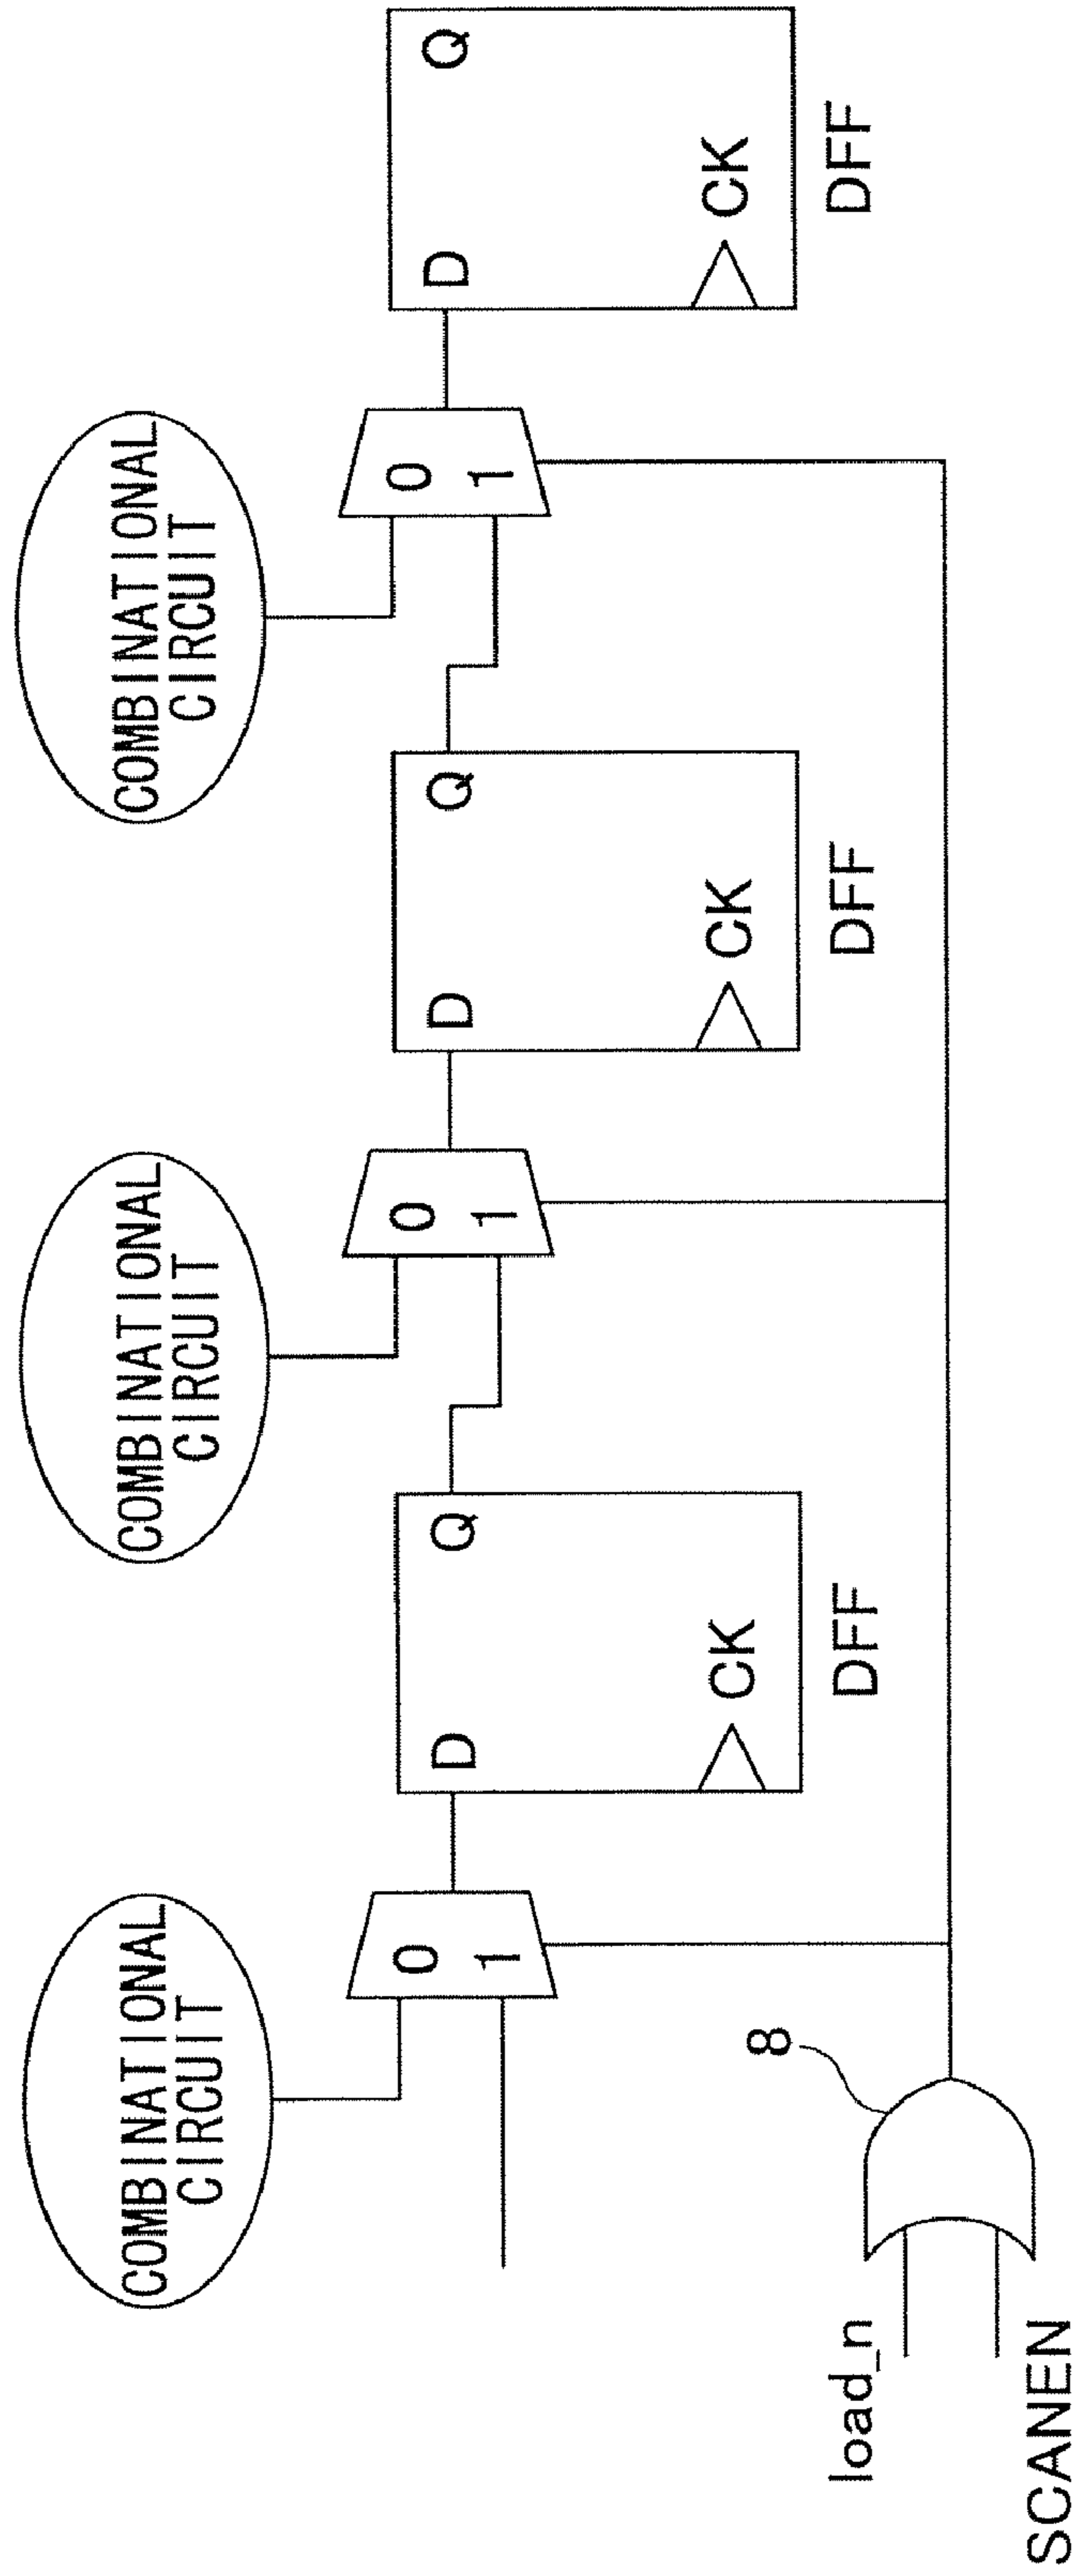 COMBINATIONAL
CIRCUIT
COMBINATIONAL
CIRCUIT
COMBINATIONAL
CIRCUIT
0
1
D
Q
CK
DFF
0
1
D
Q
CK
DFF
0
1
D
Q
CK
DFF
8
load_n
SCANEN